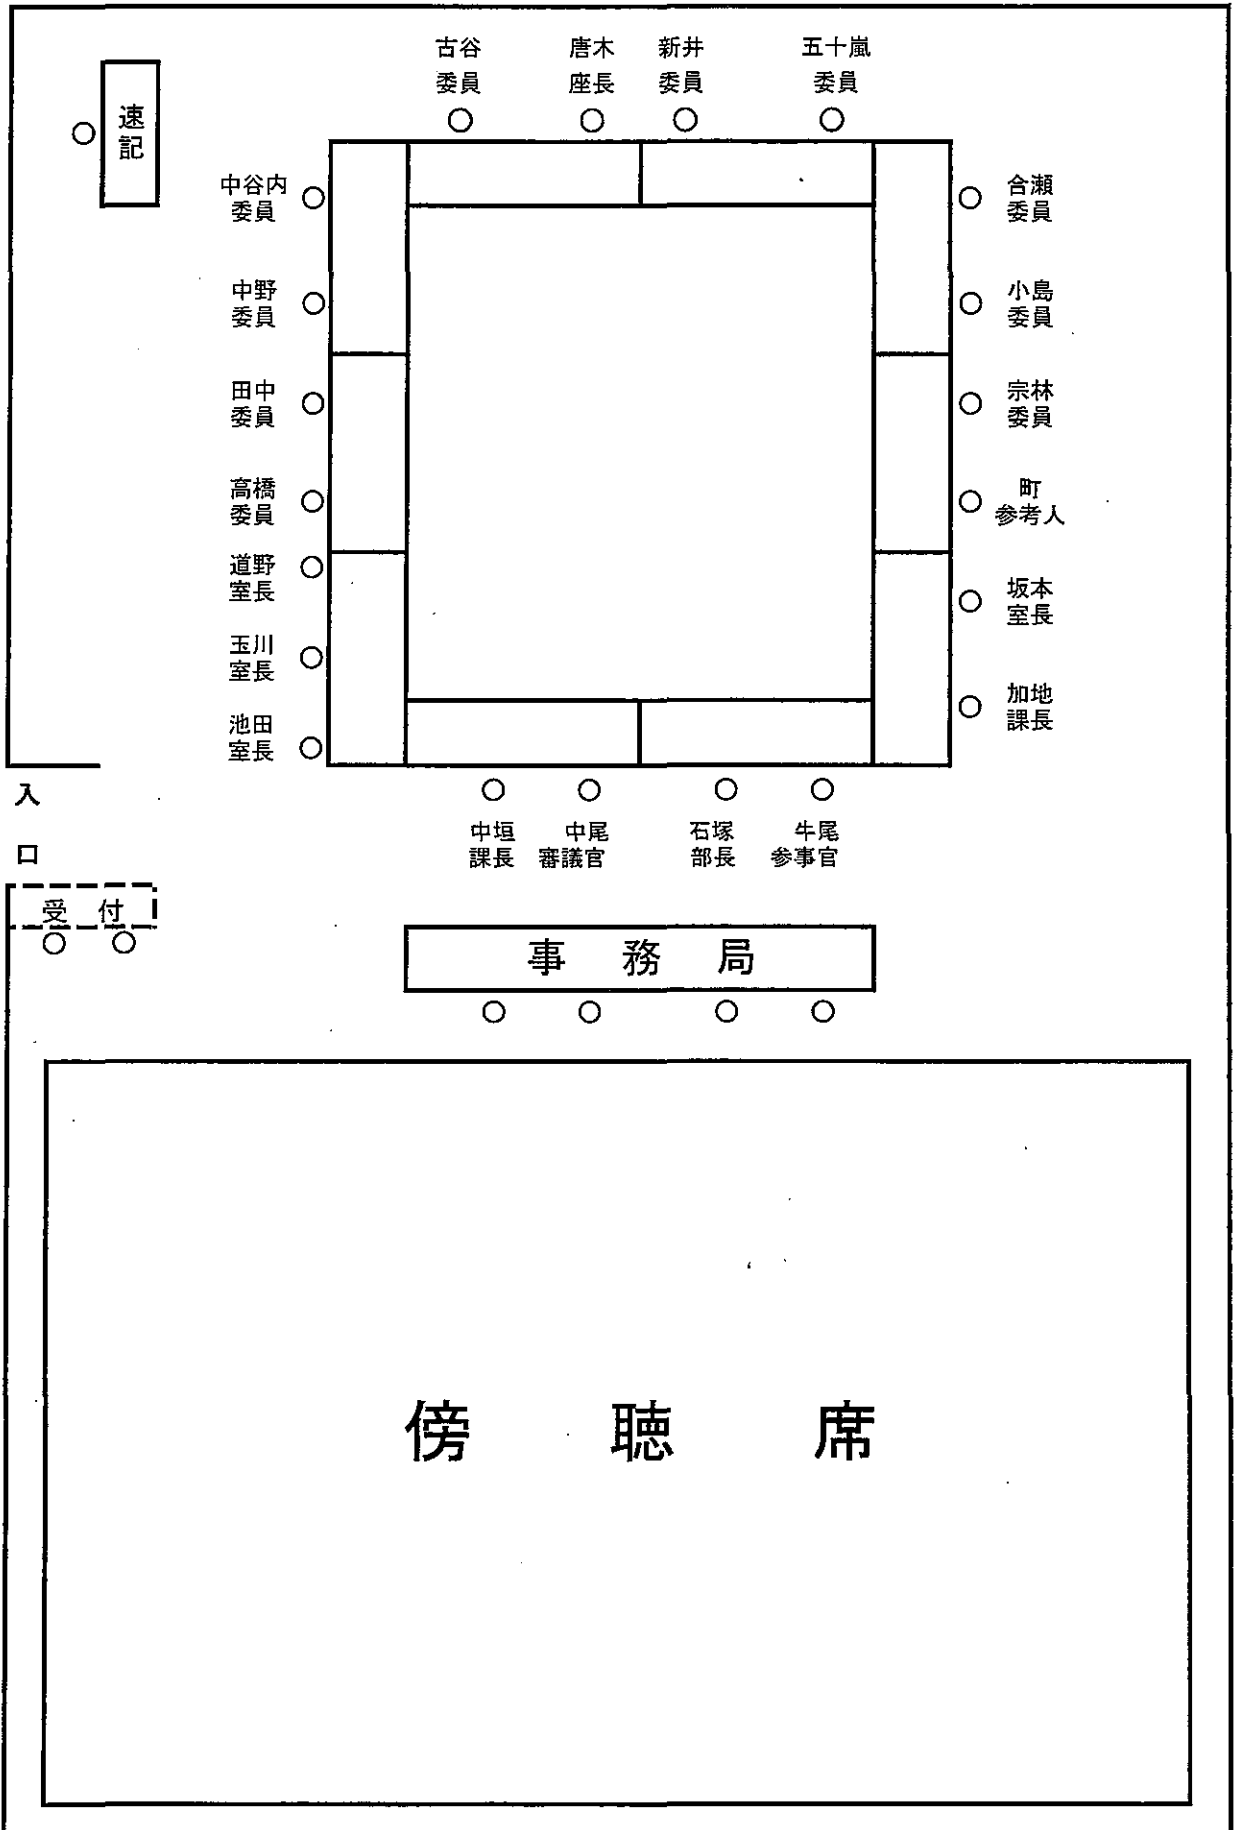 古谷
委員
唐木
座長
新井
委員
五十嵐
委員
速
記
中谷内
委員
合瀬
委員
中野
委員
小島
委員
田中
委員
宗林
委員
高橋
委員
町
参考人
道野
室長
坂本
室長
玉川
室長
加地
課長
池田
室長
入
口
中垣
課長
中尾
審議官
石塚
部長
牛尾
参事官
受 付
事 務 局
傍 聴 席